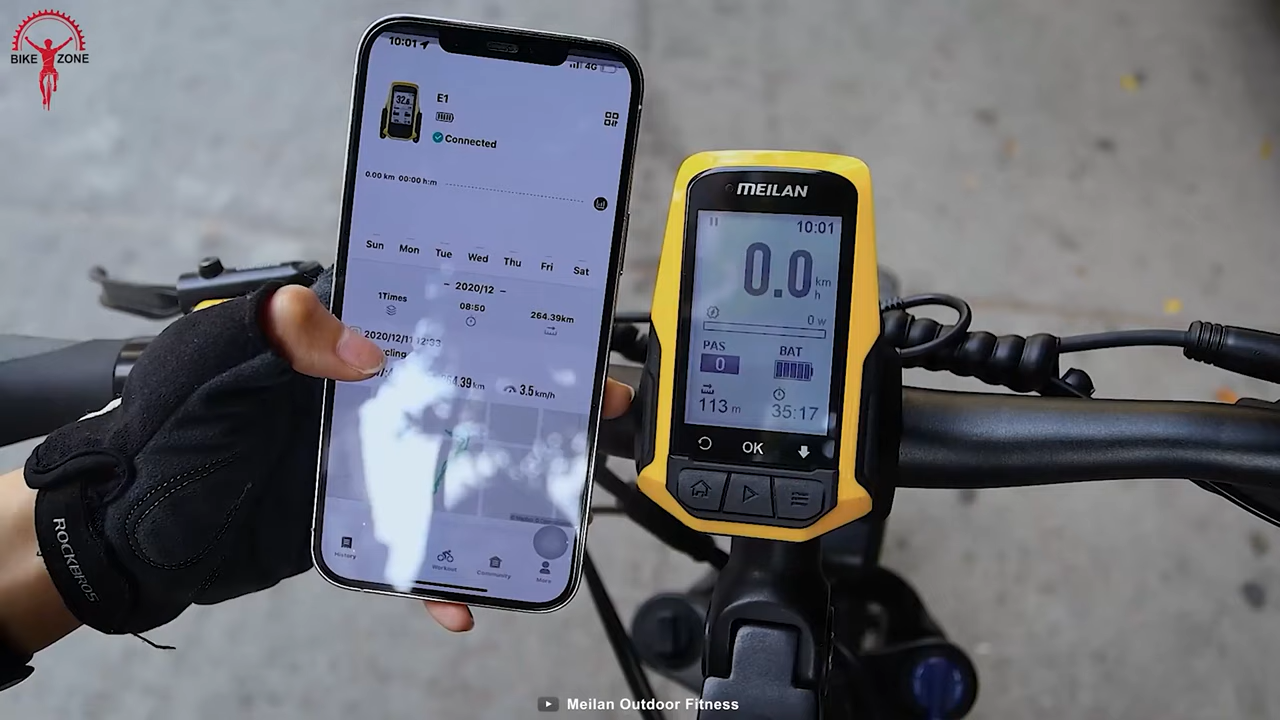 BIKE ZONE
10:01
4G
E1
Connected
0.00 km 00:00 h:m
Sun Mon Tue Wed Thu Fri Sat
2020/12
1Times
08:50
264.39km
2020/12/11 12:33
3.5 km/h
History
Workout
Community
More
MEILAN
10:01
0.0 km h
0 w
PAS
0
BAT
113 m
35:17
OK
ROCKBROS
Meilan Outdoor Fitness